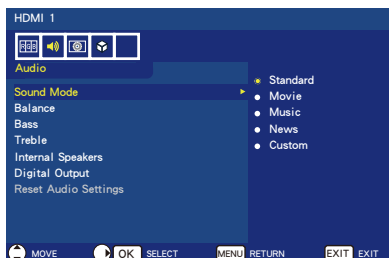 HDMI 1
RGB
Audio
Sound Mode
Balance
Bass
Treble
Internal Speakers
Digital Output
Reset Audio Settings
Standard
Movie
Music
News
Custom
MOVE OK SELECT MENU RETURN EXIT EXIT